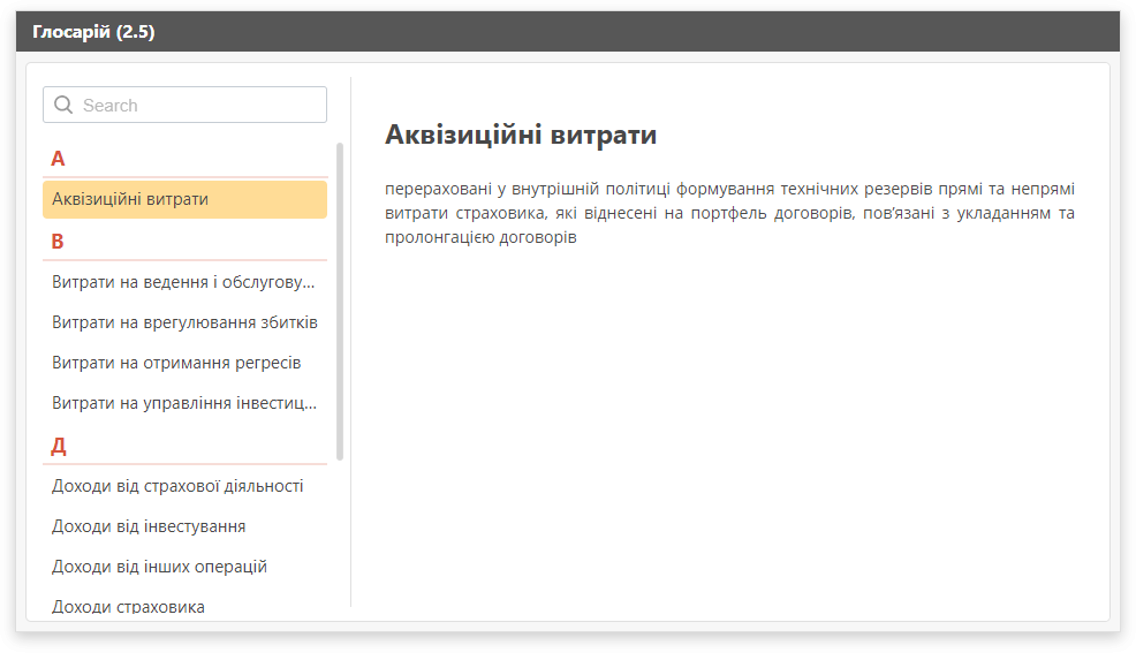 Глосарій (2.5)
Search
А
Аквізиційні витрати
В
Витрати на ведення і обслугову...
Витрати на врегулювання збитків
Витрати на отримання регресів
Витрати на управління інвестиц...
Д
Доходи від страхової діяльності
Доходи від інвестування
Доходи від інших операцій
Доходи страховика
Аквізиційні витрати
перераховані у внутрішній політиці формування технічних резервів прямі та непрямі
витрати страховика, які віднесені на портфель договорів, пов’язані з укладанням та
пролонгацією договорів